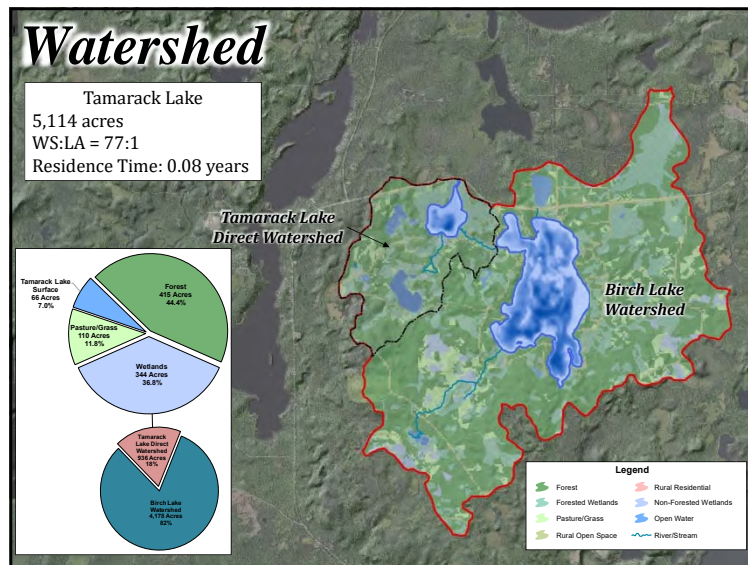 Watershed
Tamarack Lake
5,114 acres
WS:LA = 77:1
Residence Time: 0.08 years
Tamarack Lake
Direct Watershed
Birch Lake
Watershed
Forest
415 Acres
44.4%
Tamarack Lake
Surface
66 Acres
7.0%
Pasture/Grass
110 Acres
11.8%
Wetlands
344 Acres
36.8%
Tamarack
Lake Direct
Watershed
936 Acres
18%
Birch Lake
Watershed
4,178 Acres
82%
Legend
Forest
Rural Residential
Forested Wetlands
Non-Forested Wetlands
Pasture/Grass
Open Water
Rural Open Space
River/Stream